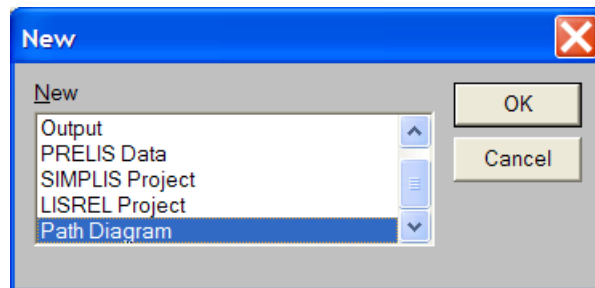 New
New
OK
Output
PRELIS Data
Cancel
SIMPLIS Project
LISREL Project
Path Diagram